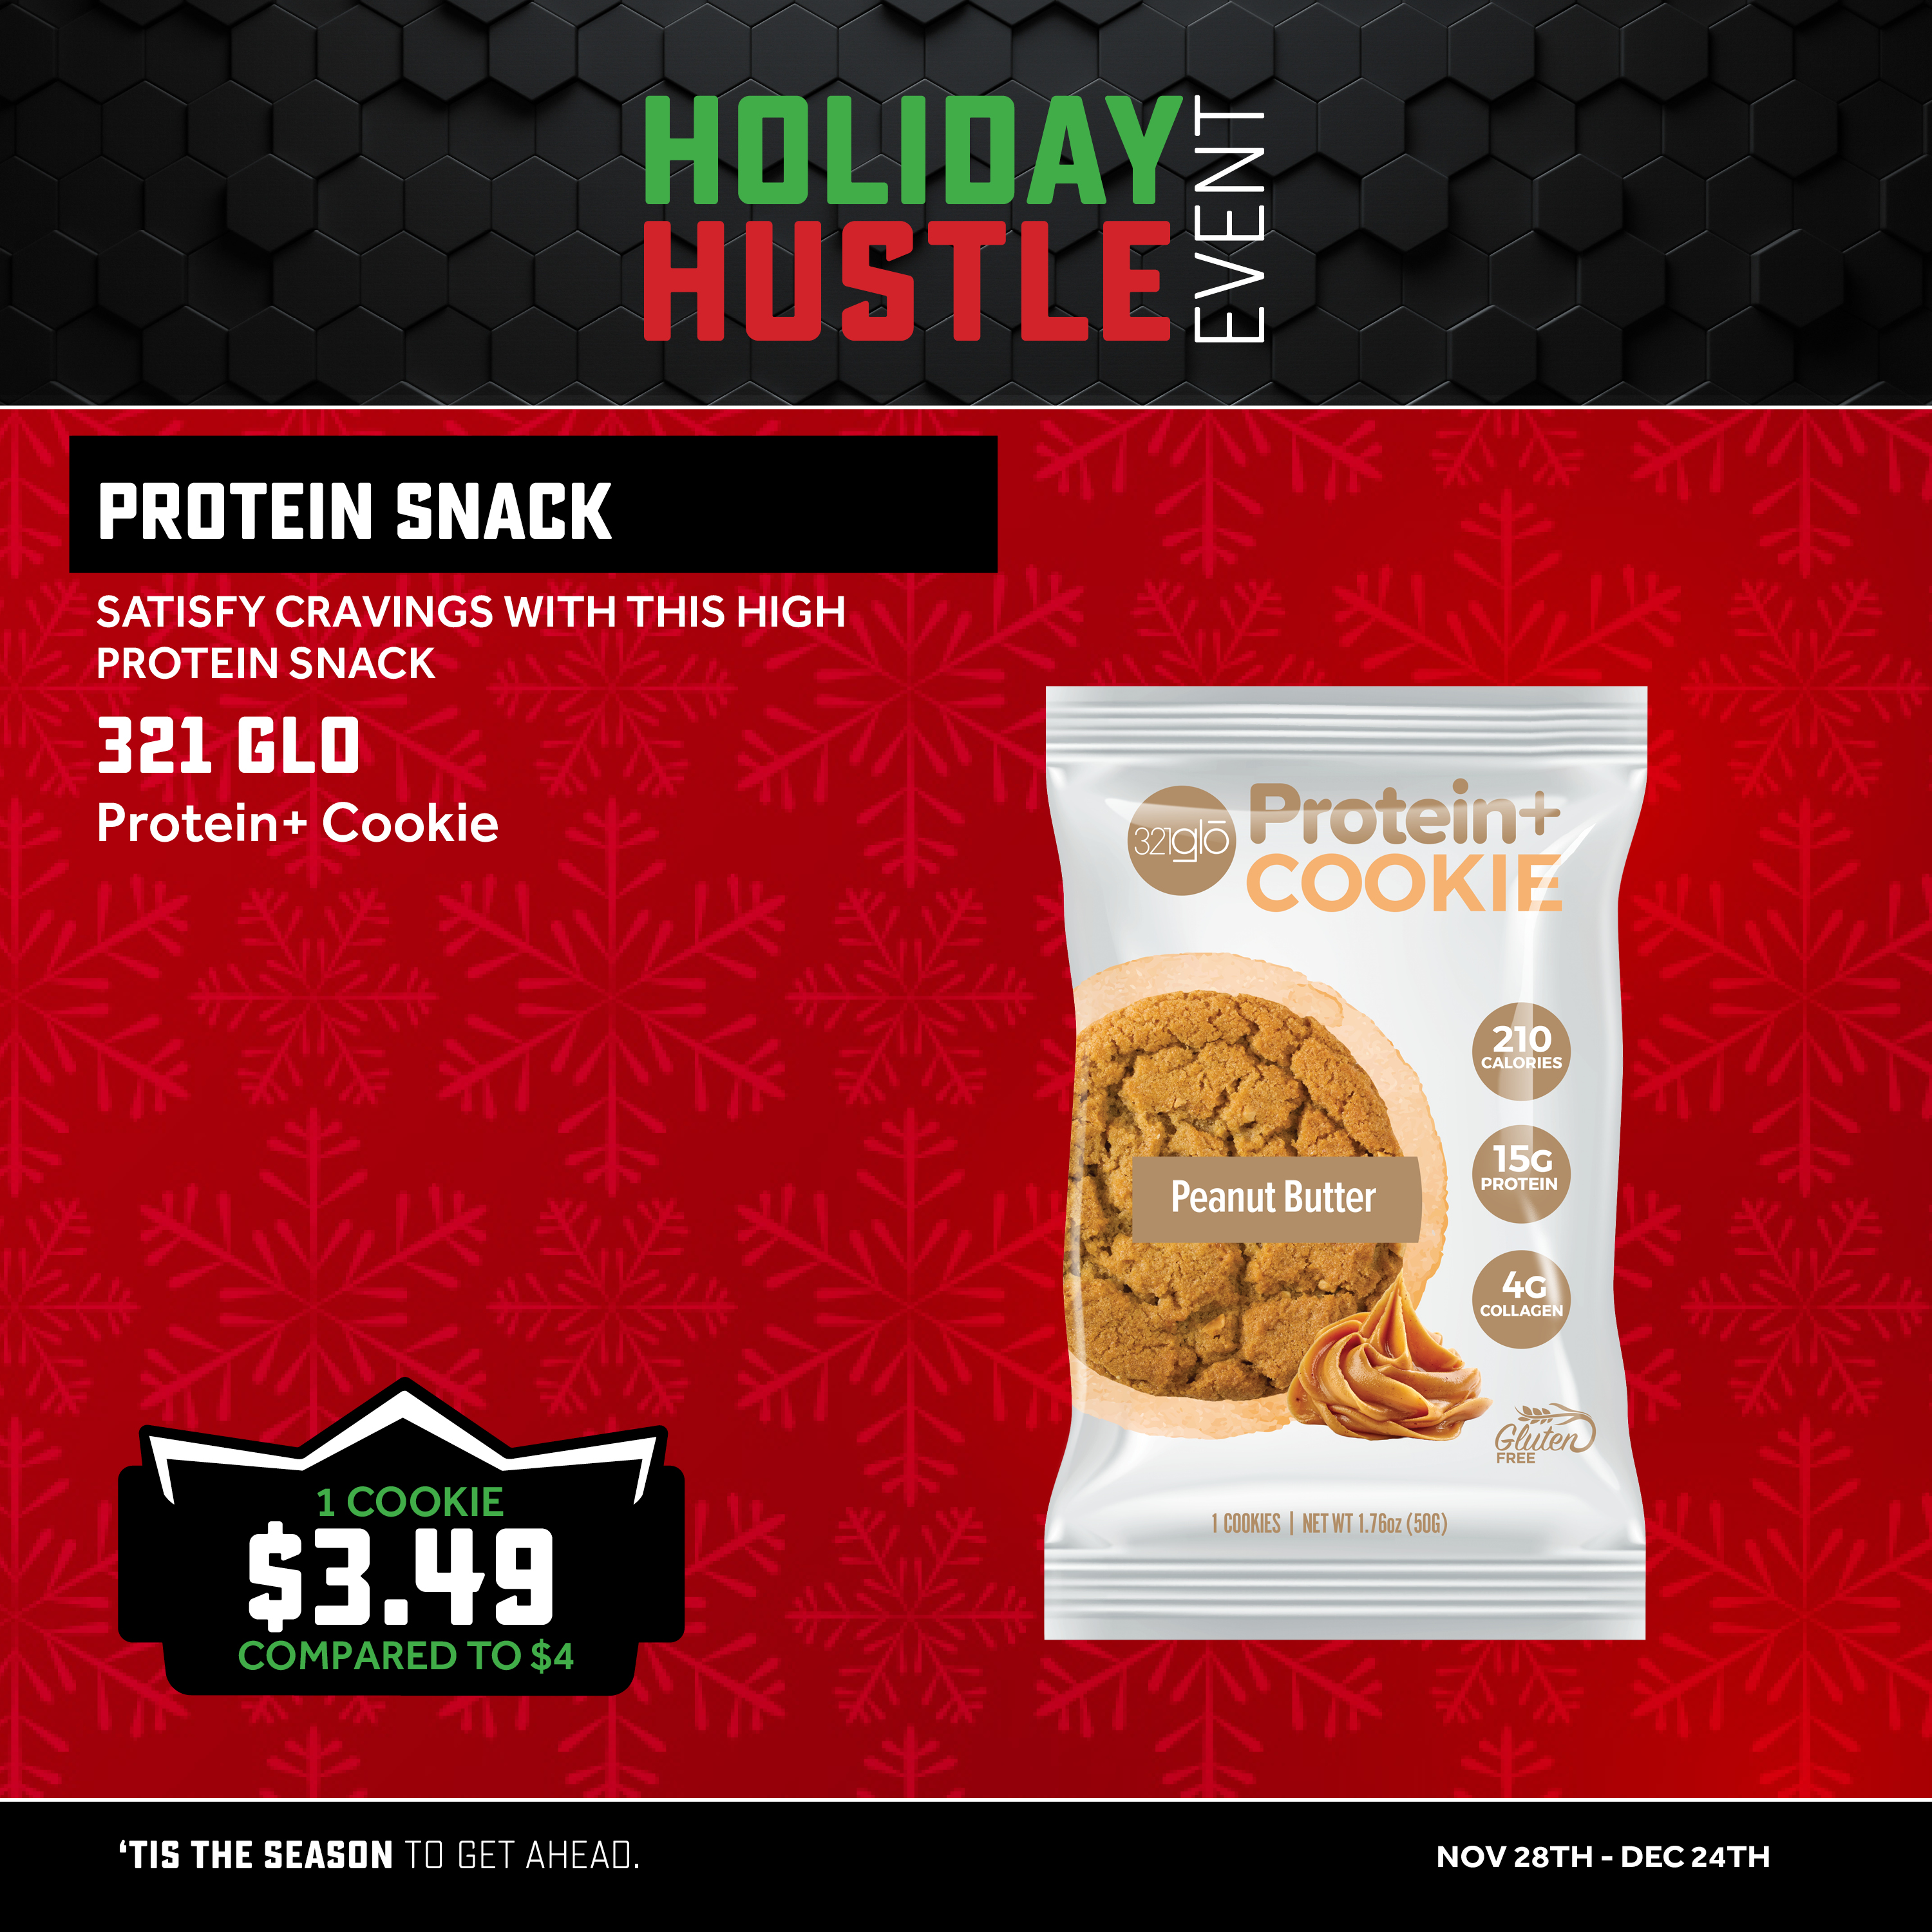 HOLIDAY
HUSTLE
EVENT
PROTEIN SNACK
SATISFY CRAVINGS WITH THIS HIGH
PROTEIN SNACK
321 GLO
Protein+ Cookie
321glō
Protein+
COOKIE
210
CALORIES
15G
PROTEIN
Peanut Butter
4G
COLLAGEN
Gluten
FREE
1 COOKIES | NET WT 1.76oz (50G)
1 COOKIE
$3.49
COMPARED TO $4
‘TIS THE SEASON TO GET AHEAD.
NOV 28TH - DEC 24TH